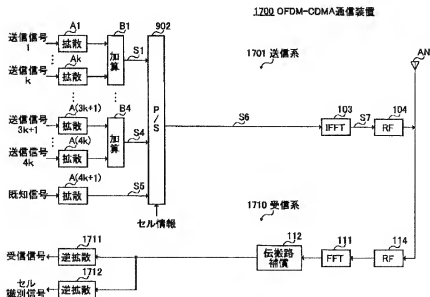 1700 OFDM-CDMA通信装置
A1
B1
902
送信信号
1
拡散
加算
S1
AN
Ak
送信信号
k
拡散
1701 送信系
A(3k+1)
B4
P/S
送信信号
3k+1
拡散
加算
S4
S6
103
S7
104
A(4k)
IFFT
RF
送信信号
4k
拡散
A(4k+1)
既知信号
拡散
S5
セル情報
1710 受信系
1711
112
111
114
受信信号
逆拡散
伝搬路
補償
FFT
RF
1712
セル
識別信号
逆拡散